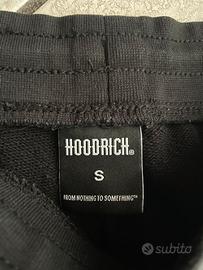 HOODRICH®
S
FROM NOTHING TO SOMETHING™
subito